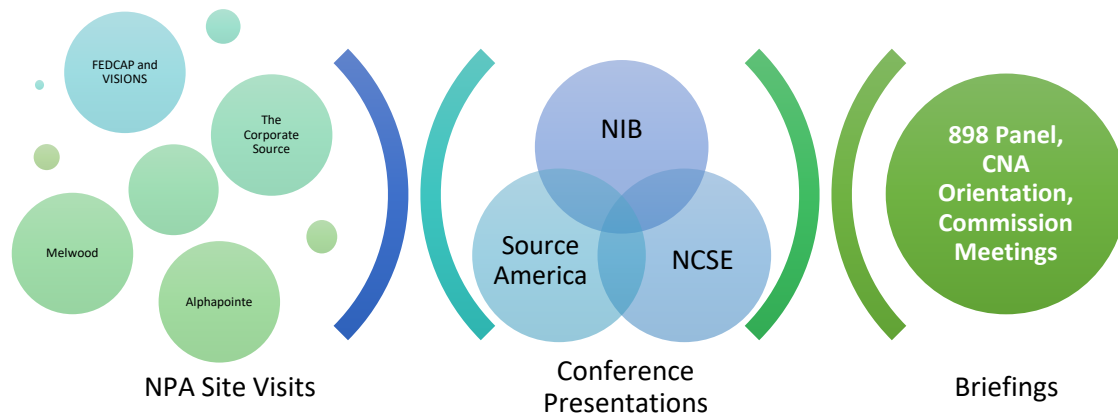 FEDCAP and
VISIONS
The
Corporate
Source
Melwood
Alphapointe
NPA Site Visits
NIB
Source
America
NCSE
Conference
Presentations
898 Panel,
CNA
Orientation,
Commission
Meetings
Briefings